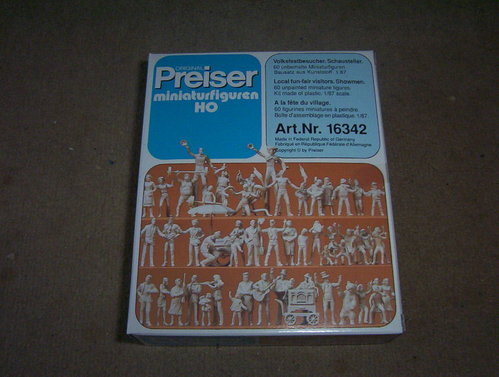 ORIGINAL
Preiser
miniaturfiguren
HO
Volksfestbesucher. Schausteller.
60 unbemalte Miniaturfiguren
Bausatz aus Kunststoff. 1:87
Local fun-fair visitors. Showmen.
60 unpainted miniature figures.
Kit made of plastic. 1/87 scale.
A la fête du village.
60 figurines miniatures à peindre.
Boîte d'assemblage en plastique. 1/87.
Art.Nr. 16342
Made in Federal Republic of Germany
Fabriqué en République Fédérale d'Allemagne
Copyright © by Preiser